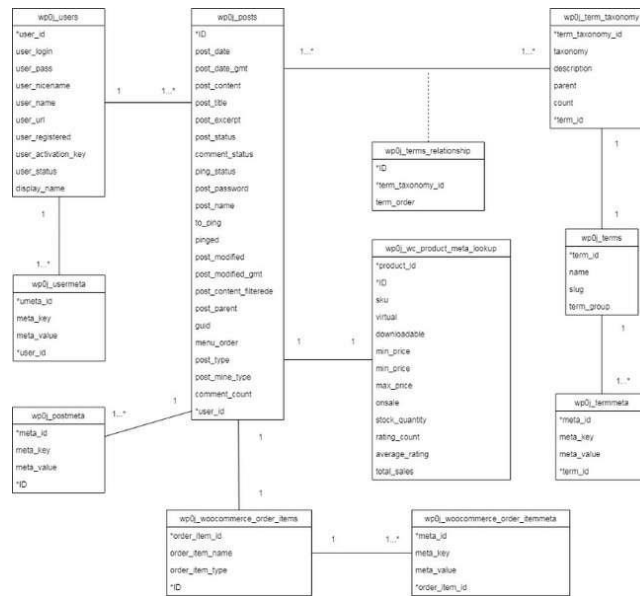 wp0j_users
*user_id
user_login
user_pass
user_nicename
user_name
user_url
user_registered
user_activation_key
user_status
display_name
1
1...*
wp0j_posts
*ID
post_date
post_date_gmt
post_content
post_title
post_excerpt
post_status
comment_status
ping_status
post_password
post_name
to_ping
pinged
post_modified
post_modified_gmt
post_content_filterede
post_parent
guid
menu_order
post_type
post_mine_type
comment_count
*user_id
1...*
1...*
wp0j_term_taxonomy
*term_taxonomy_id
taxonomy
description
parent
count
*term_id
wp0j_terms_relationship
*ID
*term_taxonomy_id
term_order
1
1...*
wp0j_usermeta
*umeta_id
meta_key
meta_value
*user_id
1
1
wp0j_wc_product_meta_lookup
*product_id
*ID
sku
virtual
downloadable
min_price
min_price
max_price
onsale
stock_quantity
rating_count
average_rating
total_sales
1
1
wp0j_terms
*term_id
name
slug
term_group
1
1...*
wp0j_termmeta
*meta_id
meta_key
meta_value
*term_id
1...*
1
wp0j_postmeta
*meta_id
meta_key
meta_value
*ID
1
1
wp0j_woocommerce_order_items
*order_item_id
order_item_name
order_item_type
*ID
1
1...*
wp0j_woocommerce_order_itemmeta
*meta_id
meta_key
meta_value
*order_item_id